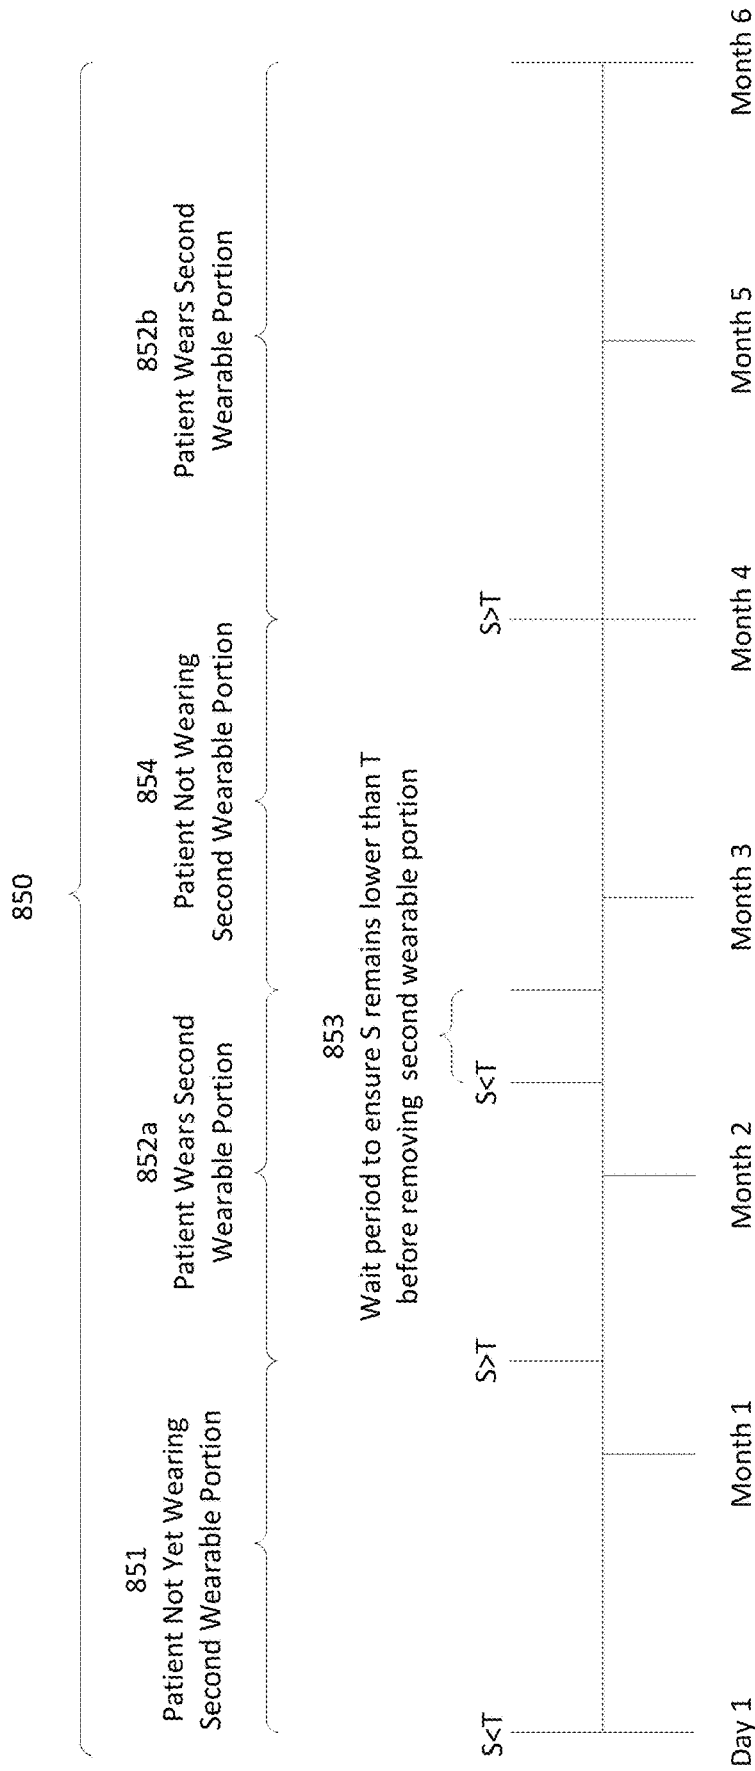 850
851
Patient Not Yet Wearing
Second Wearable Portion
852a
Patient Wears Second
Wearable Portion
854
Patient Not Wearing
Second Wearable Portion
852b
Patient Wears Second
Wearable Portion
853
Wait period to ensure S remains lower than T
before removing second wearable portion
S<T
S>T
S<T
S>T
Day 1
Month 1
Month 2
Month 3
Month 4
Month 5
Month 6